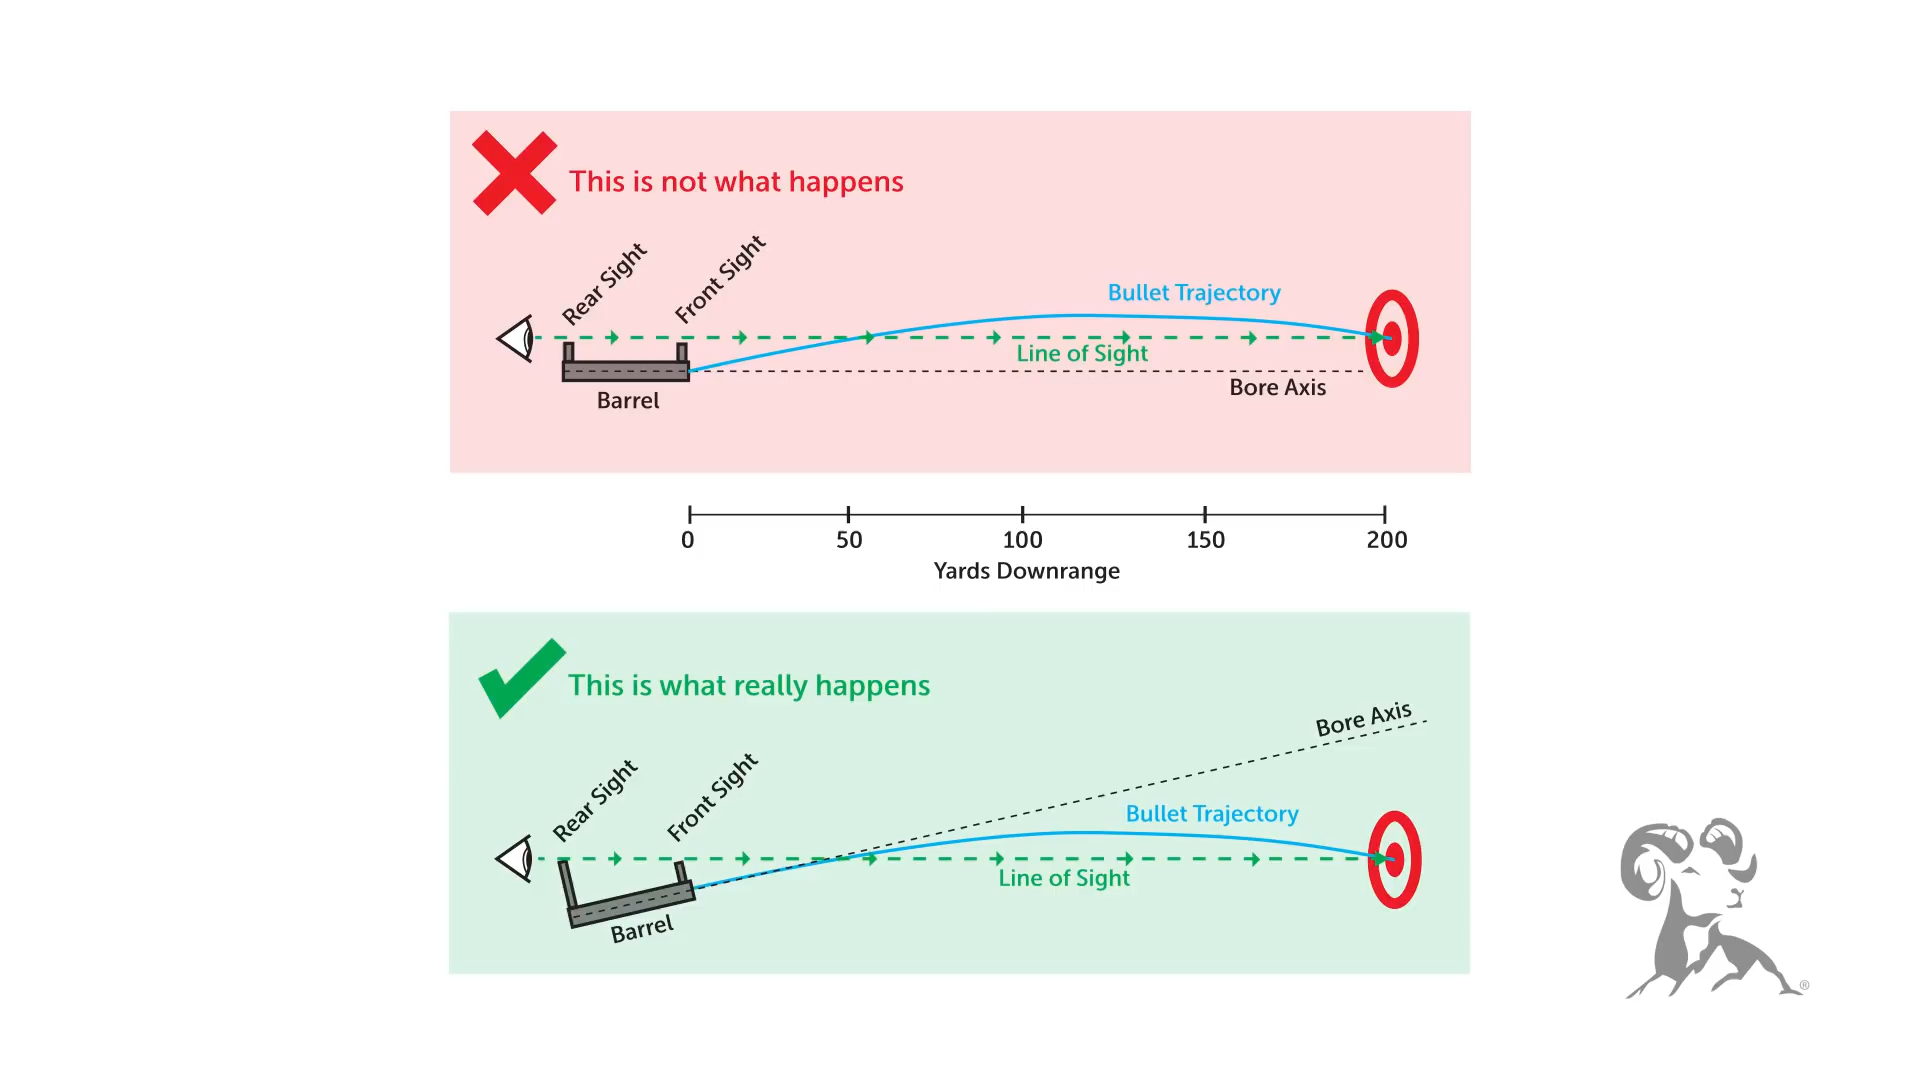 This is not what happens
Rear Sight
Front Sight
Bullet Trajectory
Line of Sight
Bore Axis
Barrel
0 50 100 150 200
Yards Downrange
This is what really happens
Bore Axis
Rear Sight
Front Sight
Bullet Trajectory
Line of Sight
Barrel
®